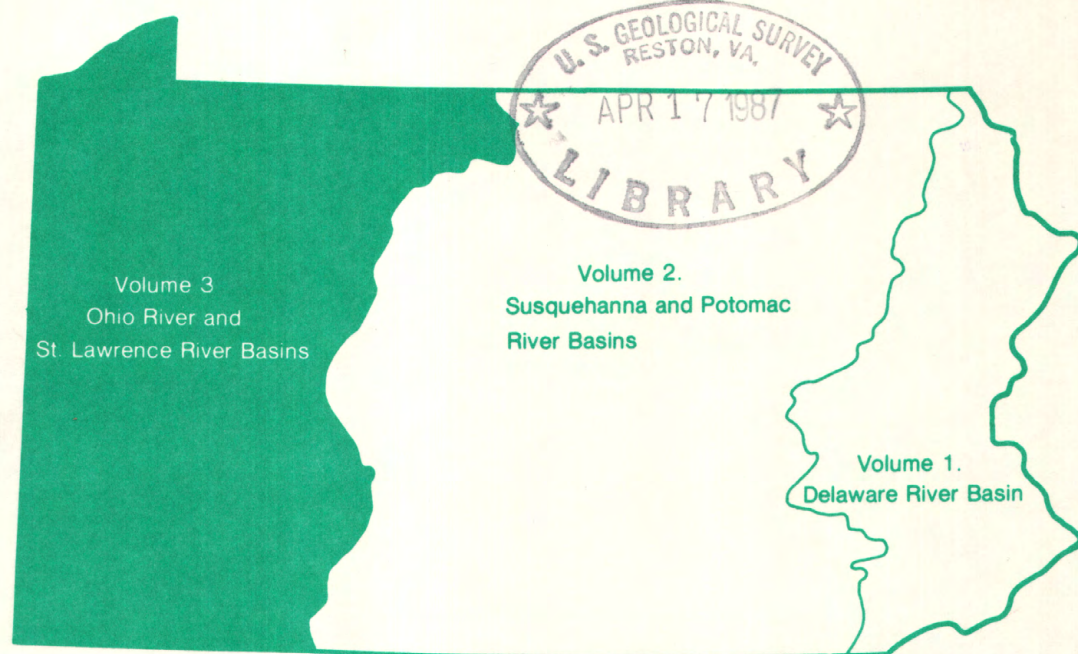 U. S. GEOLOGICAL SURVEY
RESTON, VA.
APR 17 1987
LIBRARY
Volume 3
Ohio River and
St. Lawrence River Basins
Volume 2.
Susquehanna and Potomac
River Basins
Volume 1.
Delaware River Basin